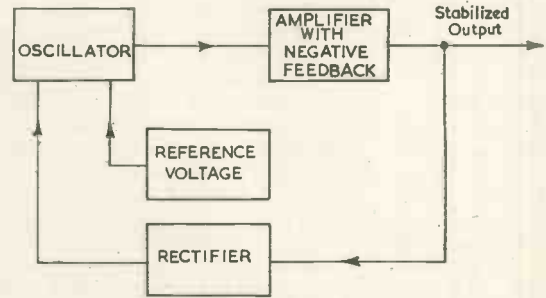 OSCILLATOR
AMPLIFIER
WITH
NEGATIVE
FEEDBACK
Stabilized
Output
REFERENCE
VOLTAGE
RECTIFIER